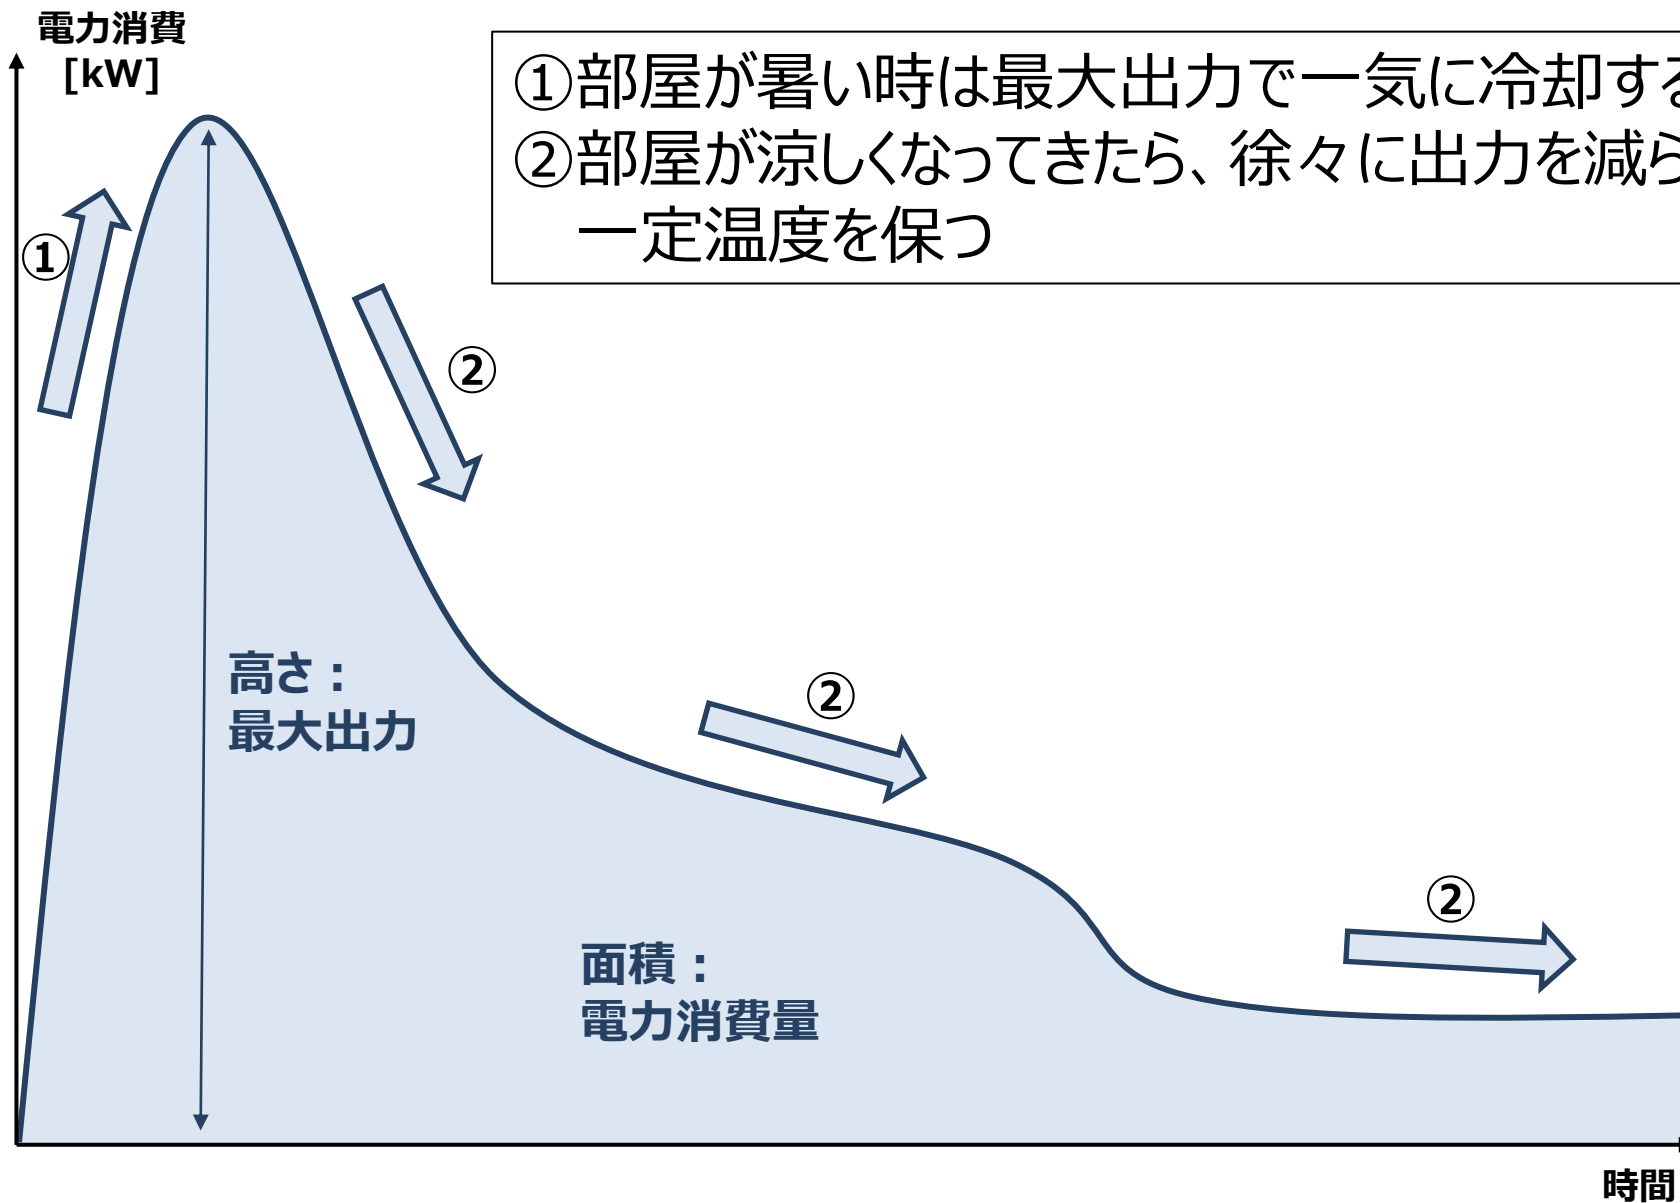 電力消費
[kW]
①部屋が暑い時は最大出力で一気に冷却する
②部屋が涼しくなってきたら、徐々に出力を減ら
一定温度を保つ
①
②
高さ：
最大出力
②
②
面積：
電力消費量
時間